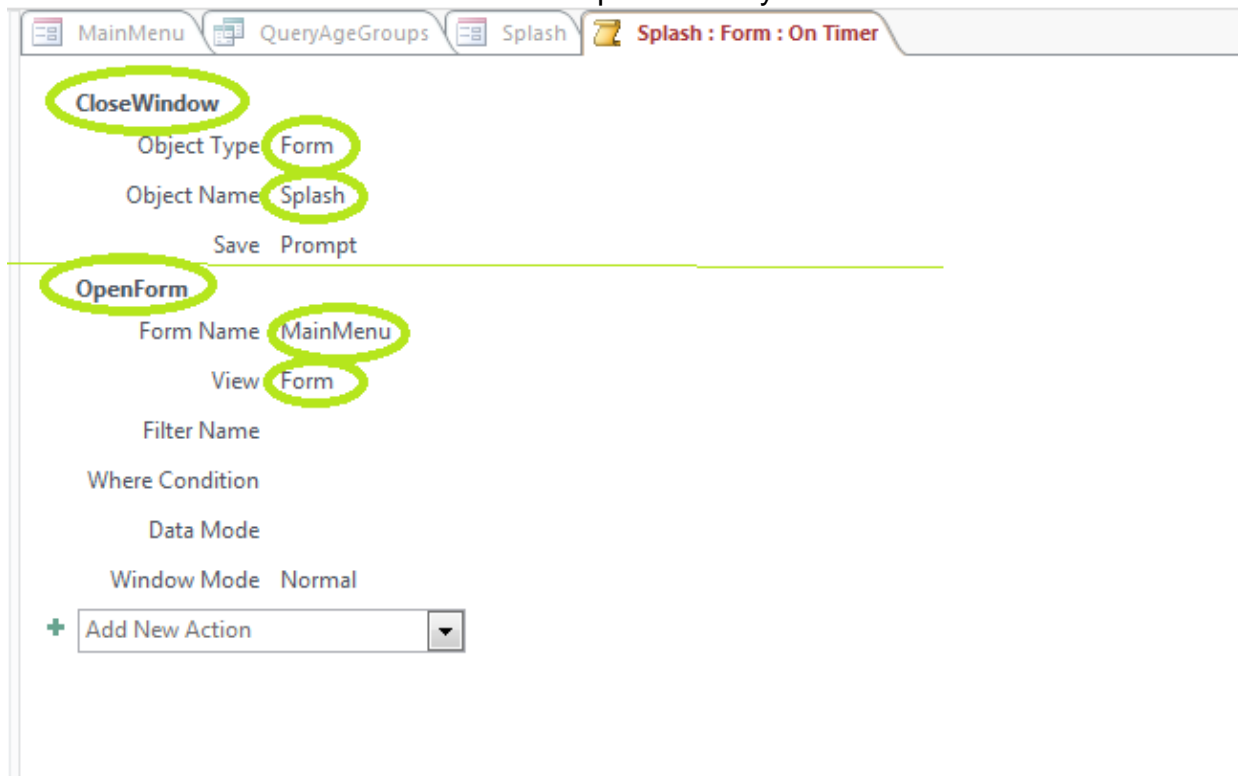 MainMenu QueryAgeGroups Splash Splash : Form : On Timer
CloseWindow
Object Type Form
Object Name Splash
Save Prompt
OpenForm
Form Name MainMenu
View Form
Filter Name
Where Condition
Data Mode
Window Mode Normal
Add New Action